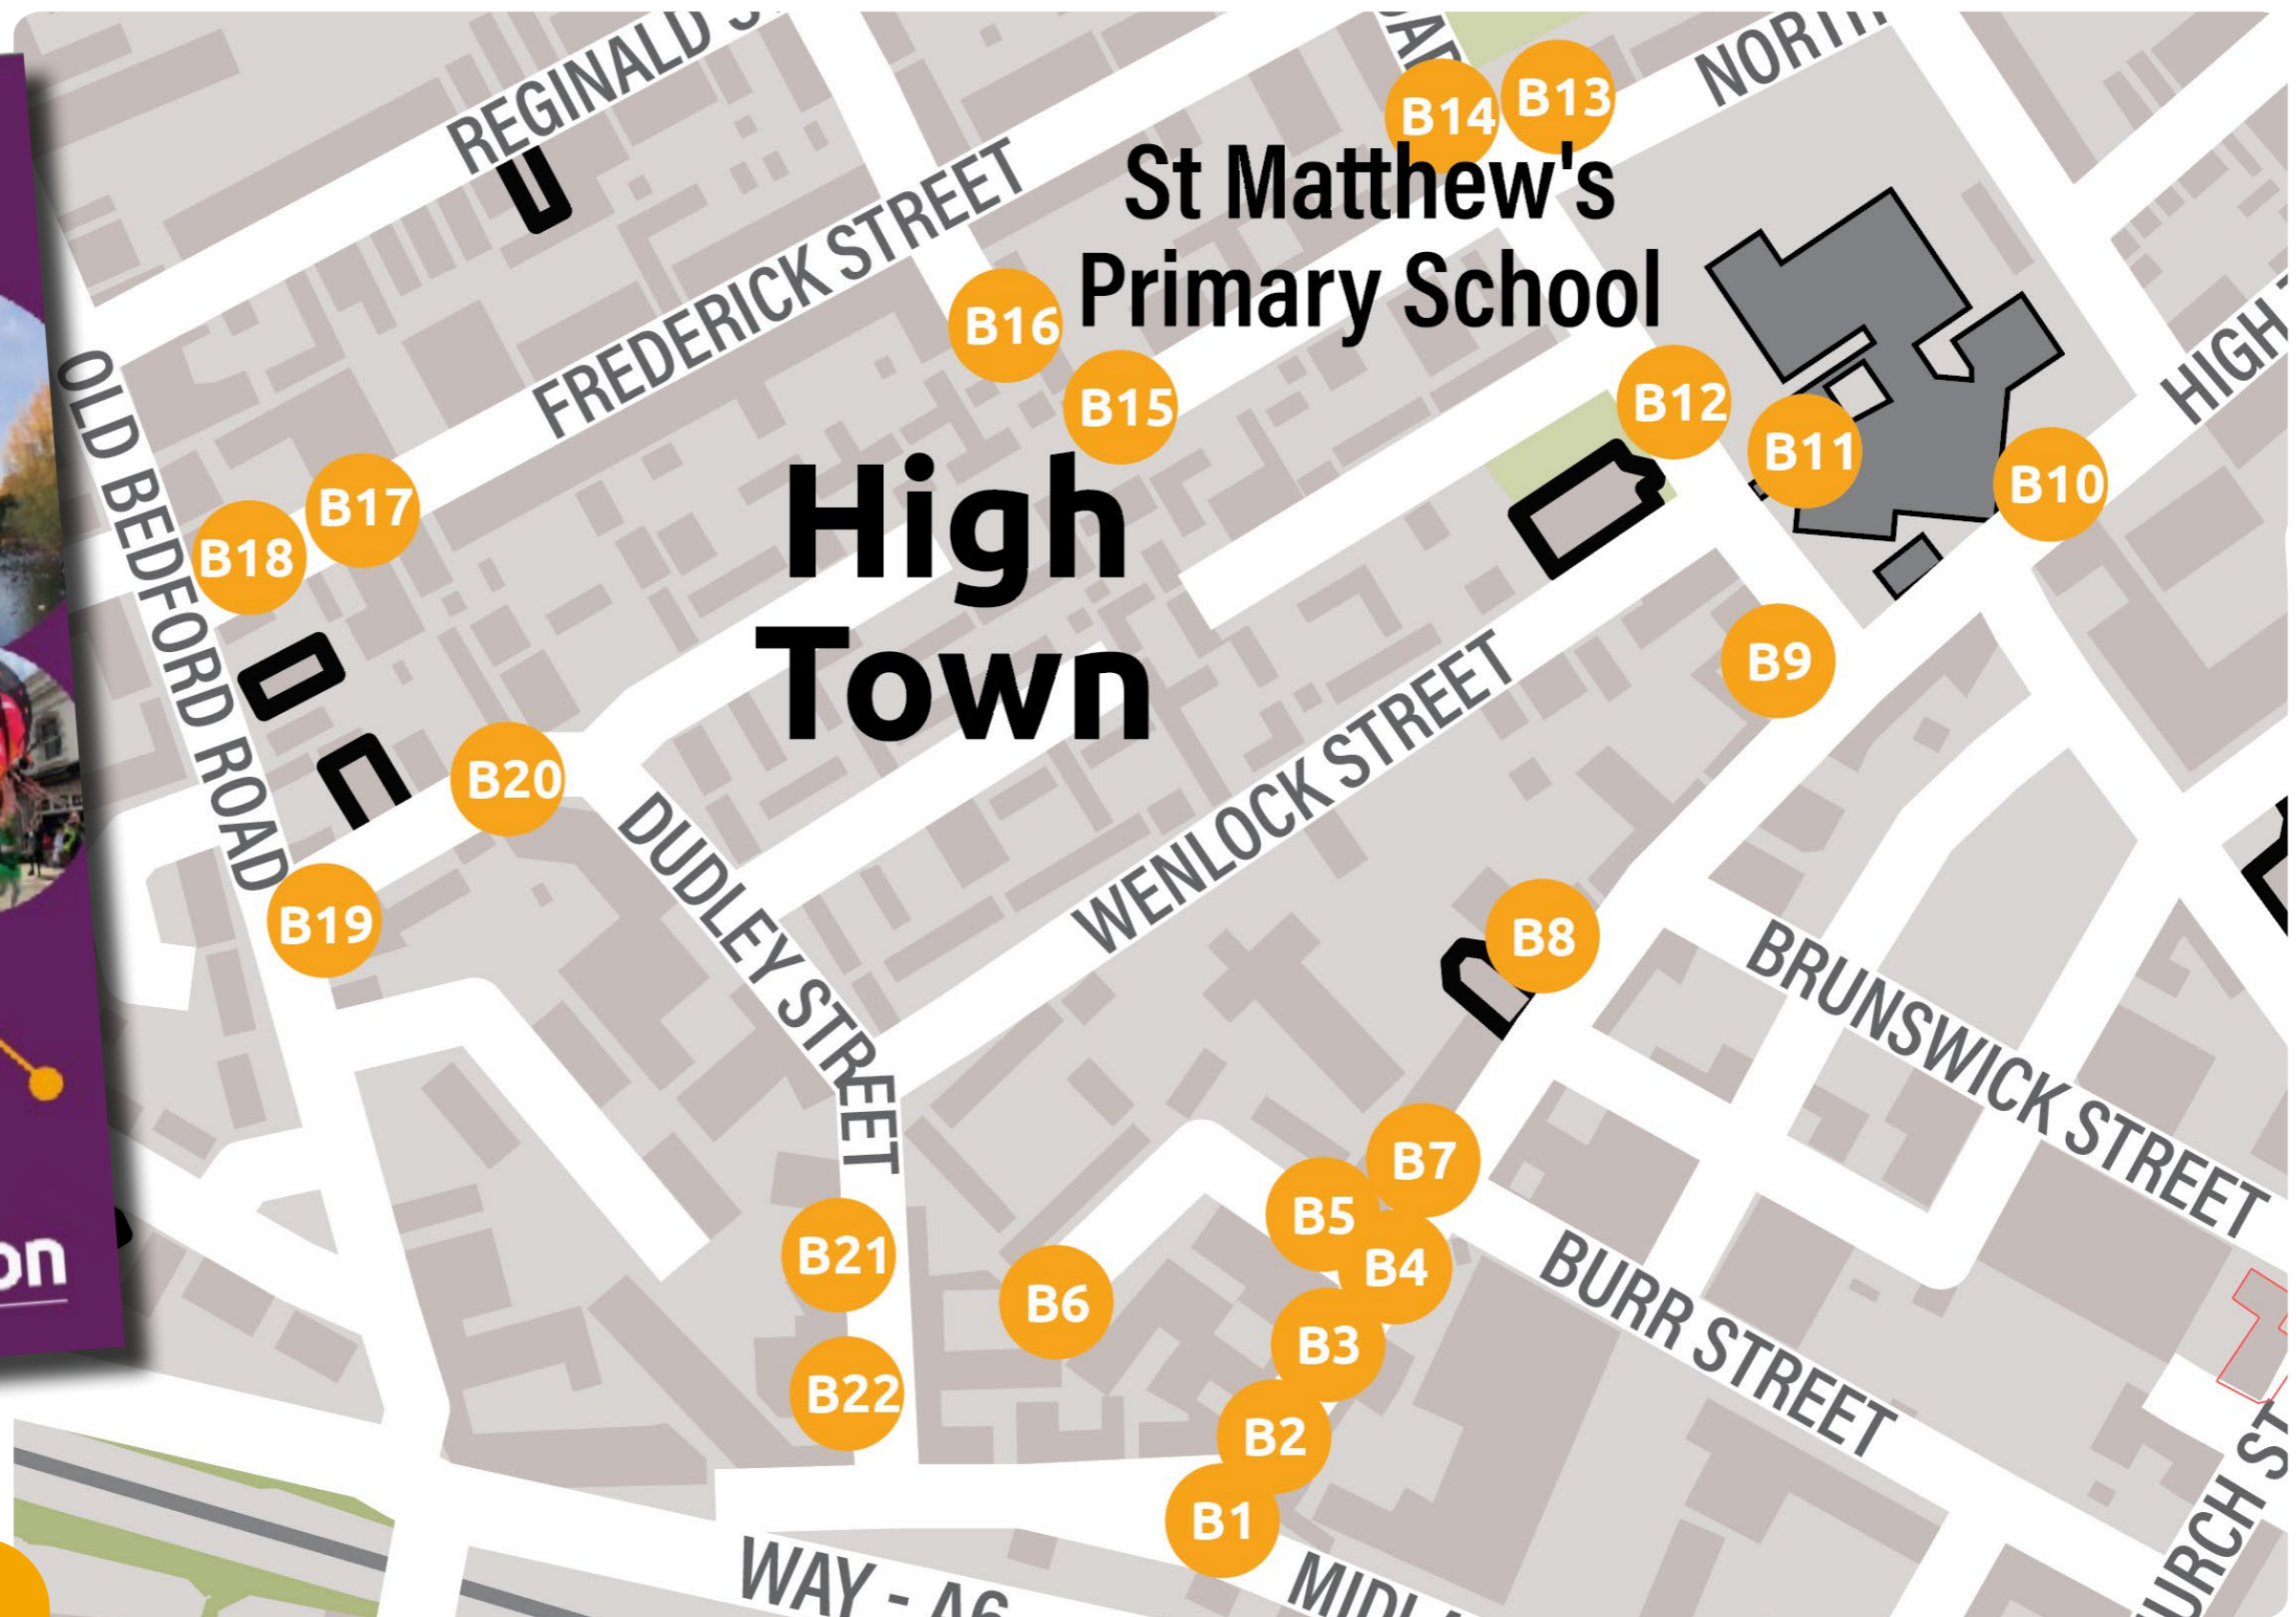 REGINALD
NORTH
B14
B13
St Matthew's
Primary School
FREDERICK STREET
B16
B15
B12
B11
B10
HIGH
OLD BEDFORD ROAD
B17
B18
High
Town
B9
B20
DUDLEY STREET
WENLOCK STREET
B19
B8
BRUNSWICK STREET
B7
B5
B4
B21
B6
B3
BURR STREET
B22
B2
B1
on
WAY - A6